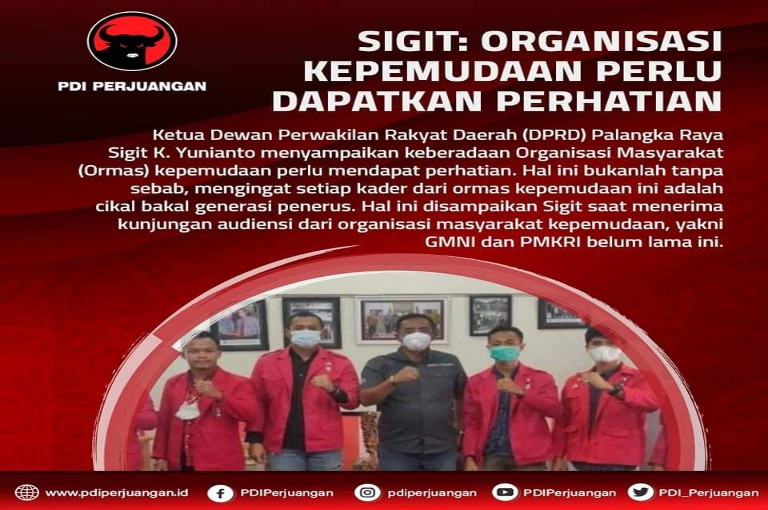 PDI PERJUANGAN
SIGIT: ORGANISASI
KEPEMUDAAN PERLU
DAPATKAN PERHATIAN
Ketua Dewan Perwakilan Rakyat Daerah (DPRD) Palangka Raya
Sigit K. Yunianto menyampaikan keberadaan Organisasi Masyarakat
(Ormas) kepemudaan perlu mendapat perhatian. Hal ini bukanlah tanpa
sebab, mengingat setiap kader dari ormas kepemudaan ini adalah
cikal bakal generasi penerus. Hal ini disampaikan Sigit saat menerima
kunjungan audiensi dari organisasi masyarakat kepemudaan, yakni
GMNI dan PMKRI belum lama ini.
www.pdiperjuangan.id
PDIPerjuangan
pdiperjuangan
PDIPerjuangan
PDI_Perjuangan